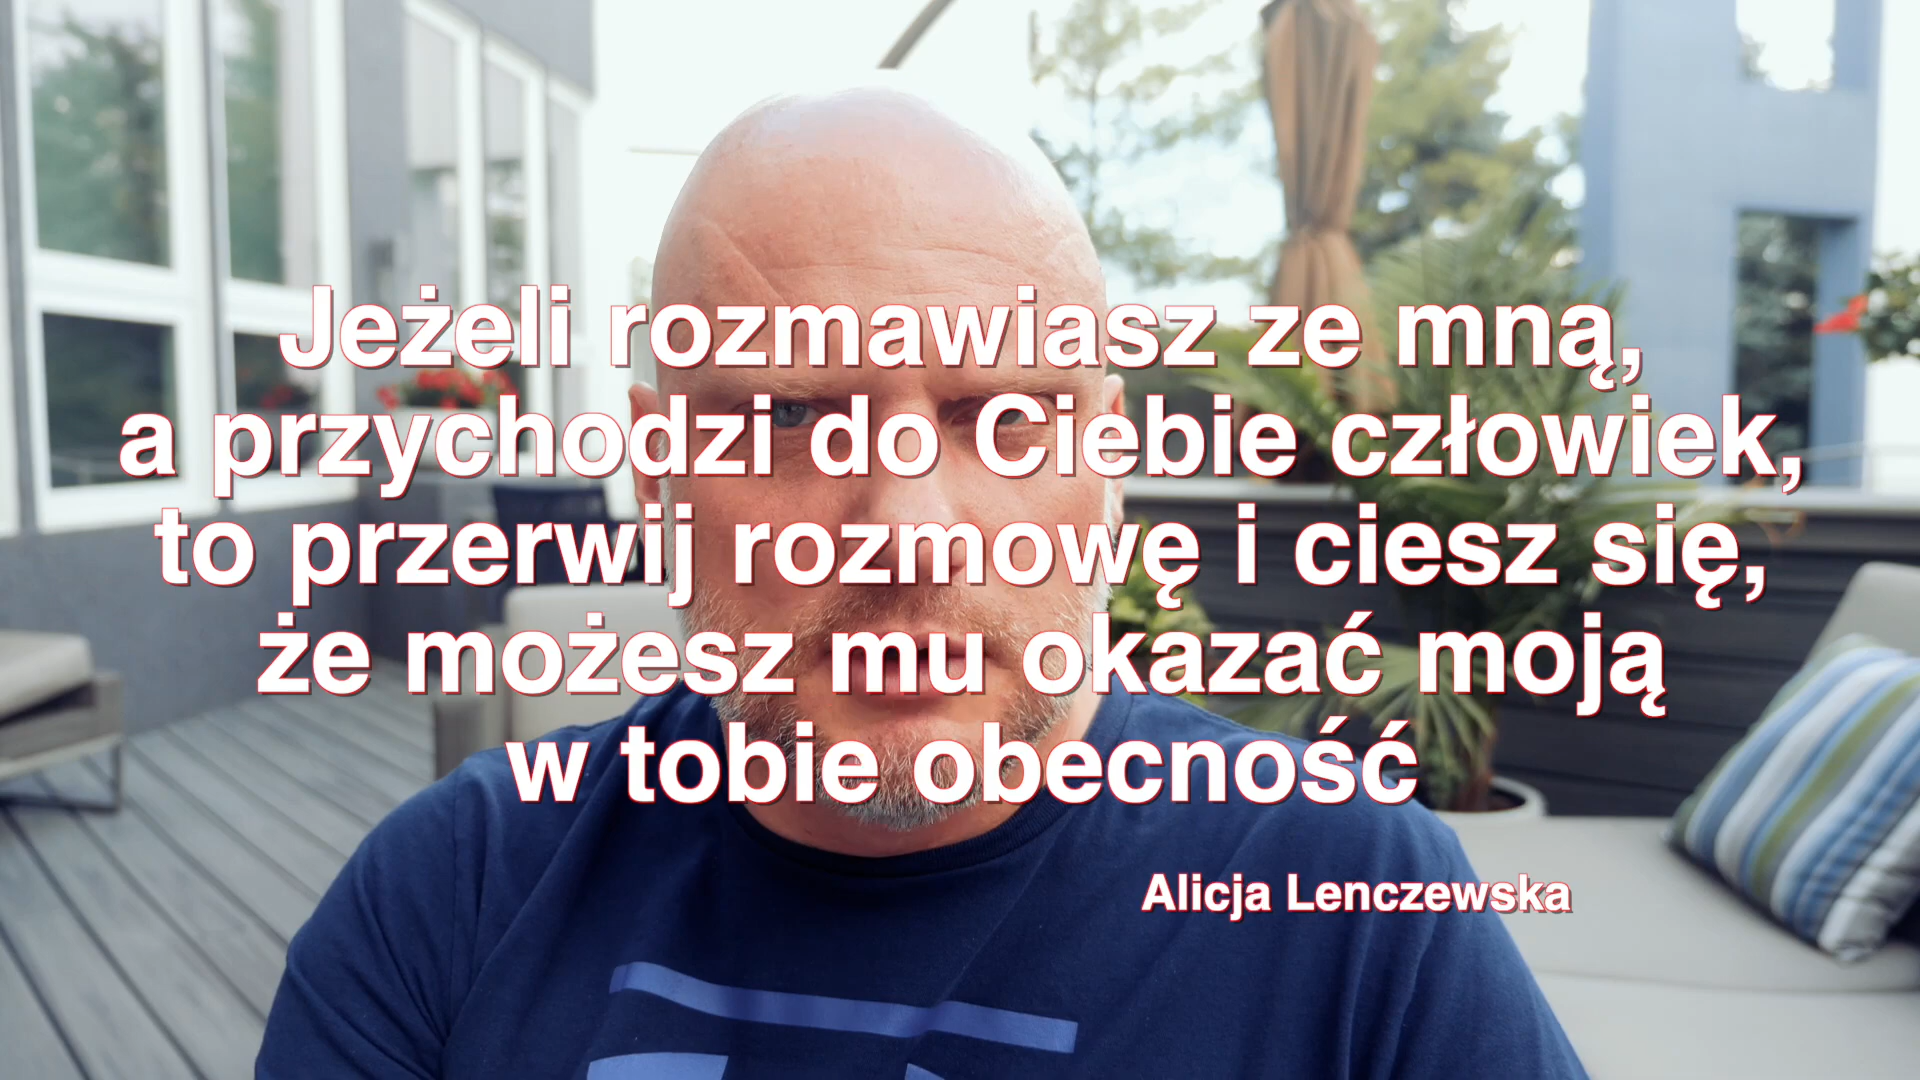 Jeżeli rozmawiasz ze mną,
a przychodzi do Ciebie człowiek,
to przerwij rozmowę i ciesz się,
że możesz mu okazać moją
w tobie obecność
Alicja Lenczewska